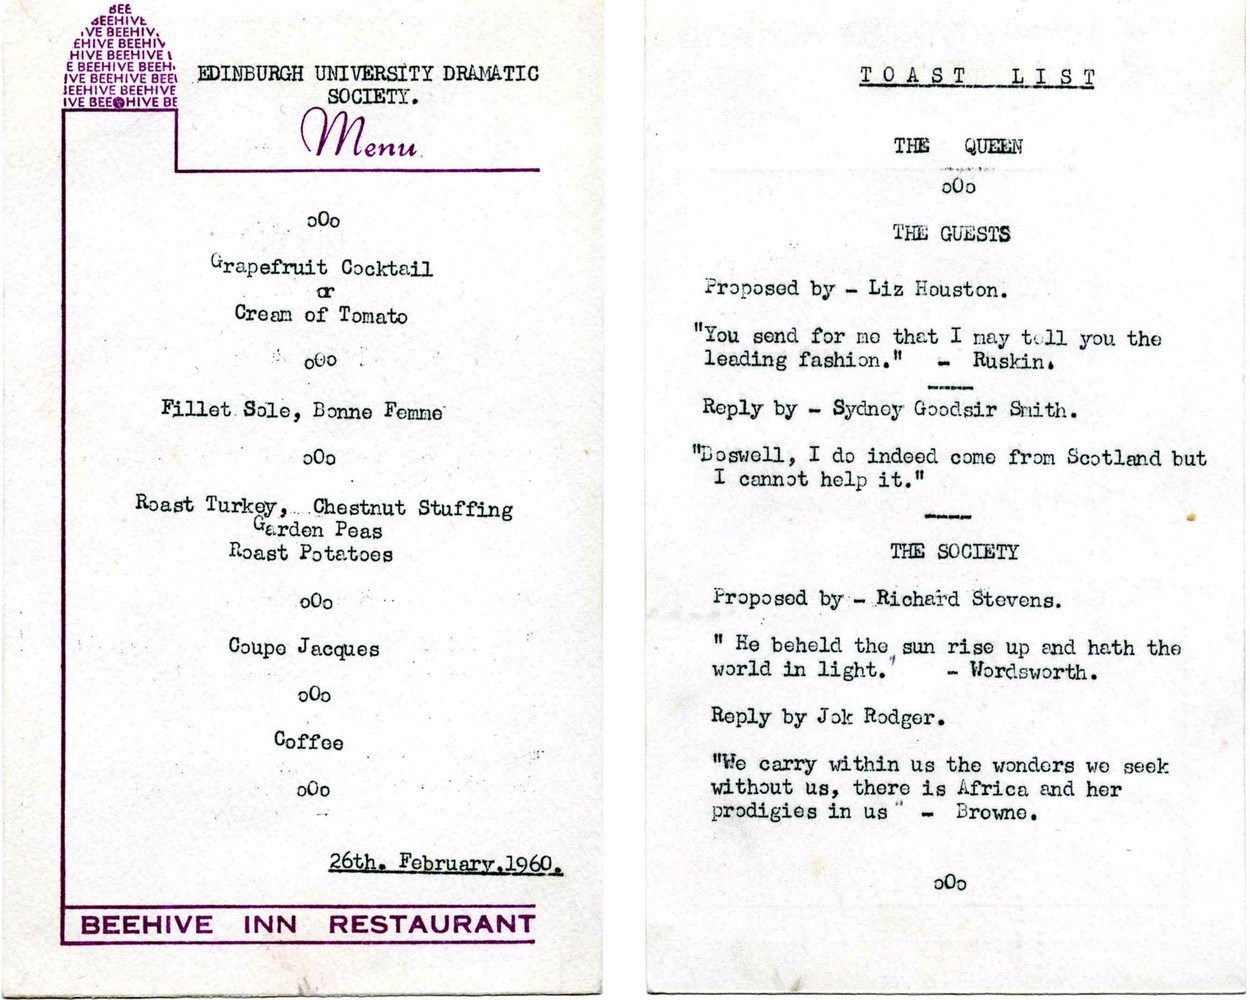 BEE
BEEHIVE
IVE BEEHIV
EHIVE BEEHIV
HIVE BEEHIVE
E BEEHIVE BEEH
IVE BEEHIVE BEE
EEHIVE BEEHIVE
IVE BEE HIVE BE
EDINBURGH UNIVERSITY DRAMATIC
SOCIETY.
Menu
oOo
Grapefruit Cocktail
or
Cream of Tomato
oOo
Fillet Sole, Bonne Femme
oOo
Roast Turkey, Chestnut Stuffing
Garden Peas
Roast Potatoes
oOo
Coupe Jacques
oOo
Coffee
oOo
26th. February.1960.
BEEHIVE INN RESTAURANT
TOAST LIST
THE QUEEN
oOo
THE GUESTS
Proposed by - Liz Houston.
"You send for me that I may tell you the
leading fashion." - Ruskin.
Reply by - Sydney Goodsir Smith.
"Boswell, I do indeed come from Scotland but
I cannot help it."
THE SOCIETY
Proposed by - Richard Stevens.
" He beheld the sun rise up and hath the
world in light." - Wordsworth.
Reply by Jok Rodger.
"We carry within us the wonders we seek
without us, there is Africa and her
prodigies in us" - Browne.
oOo